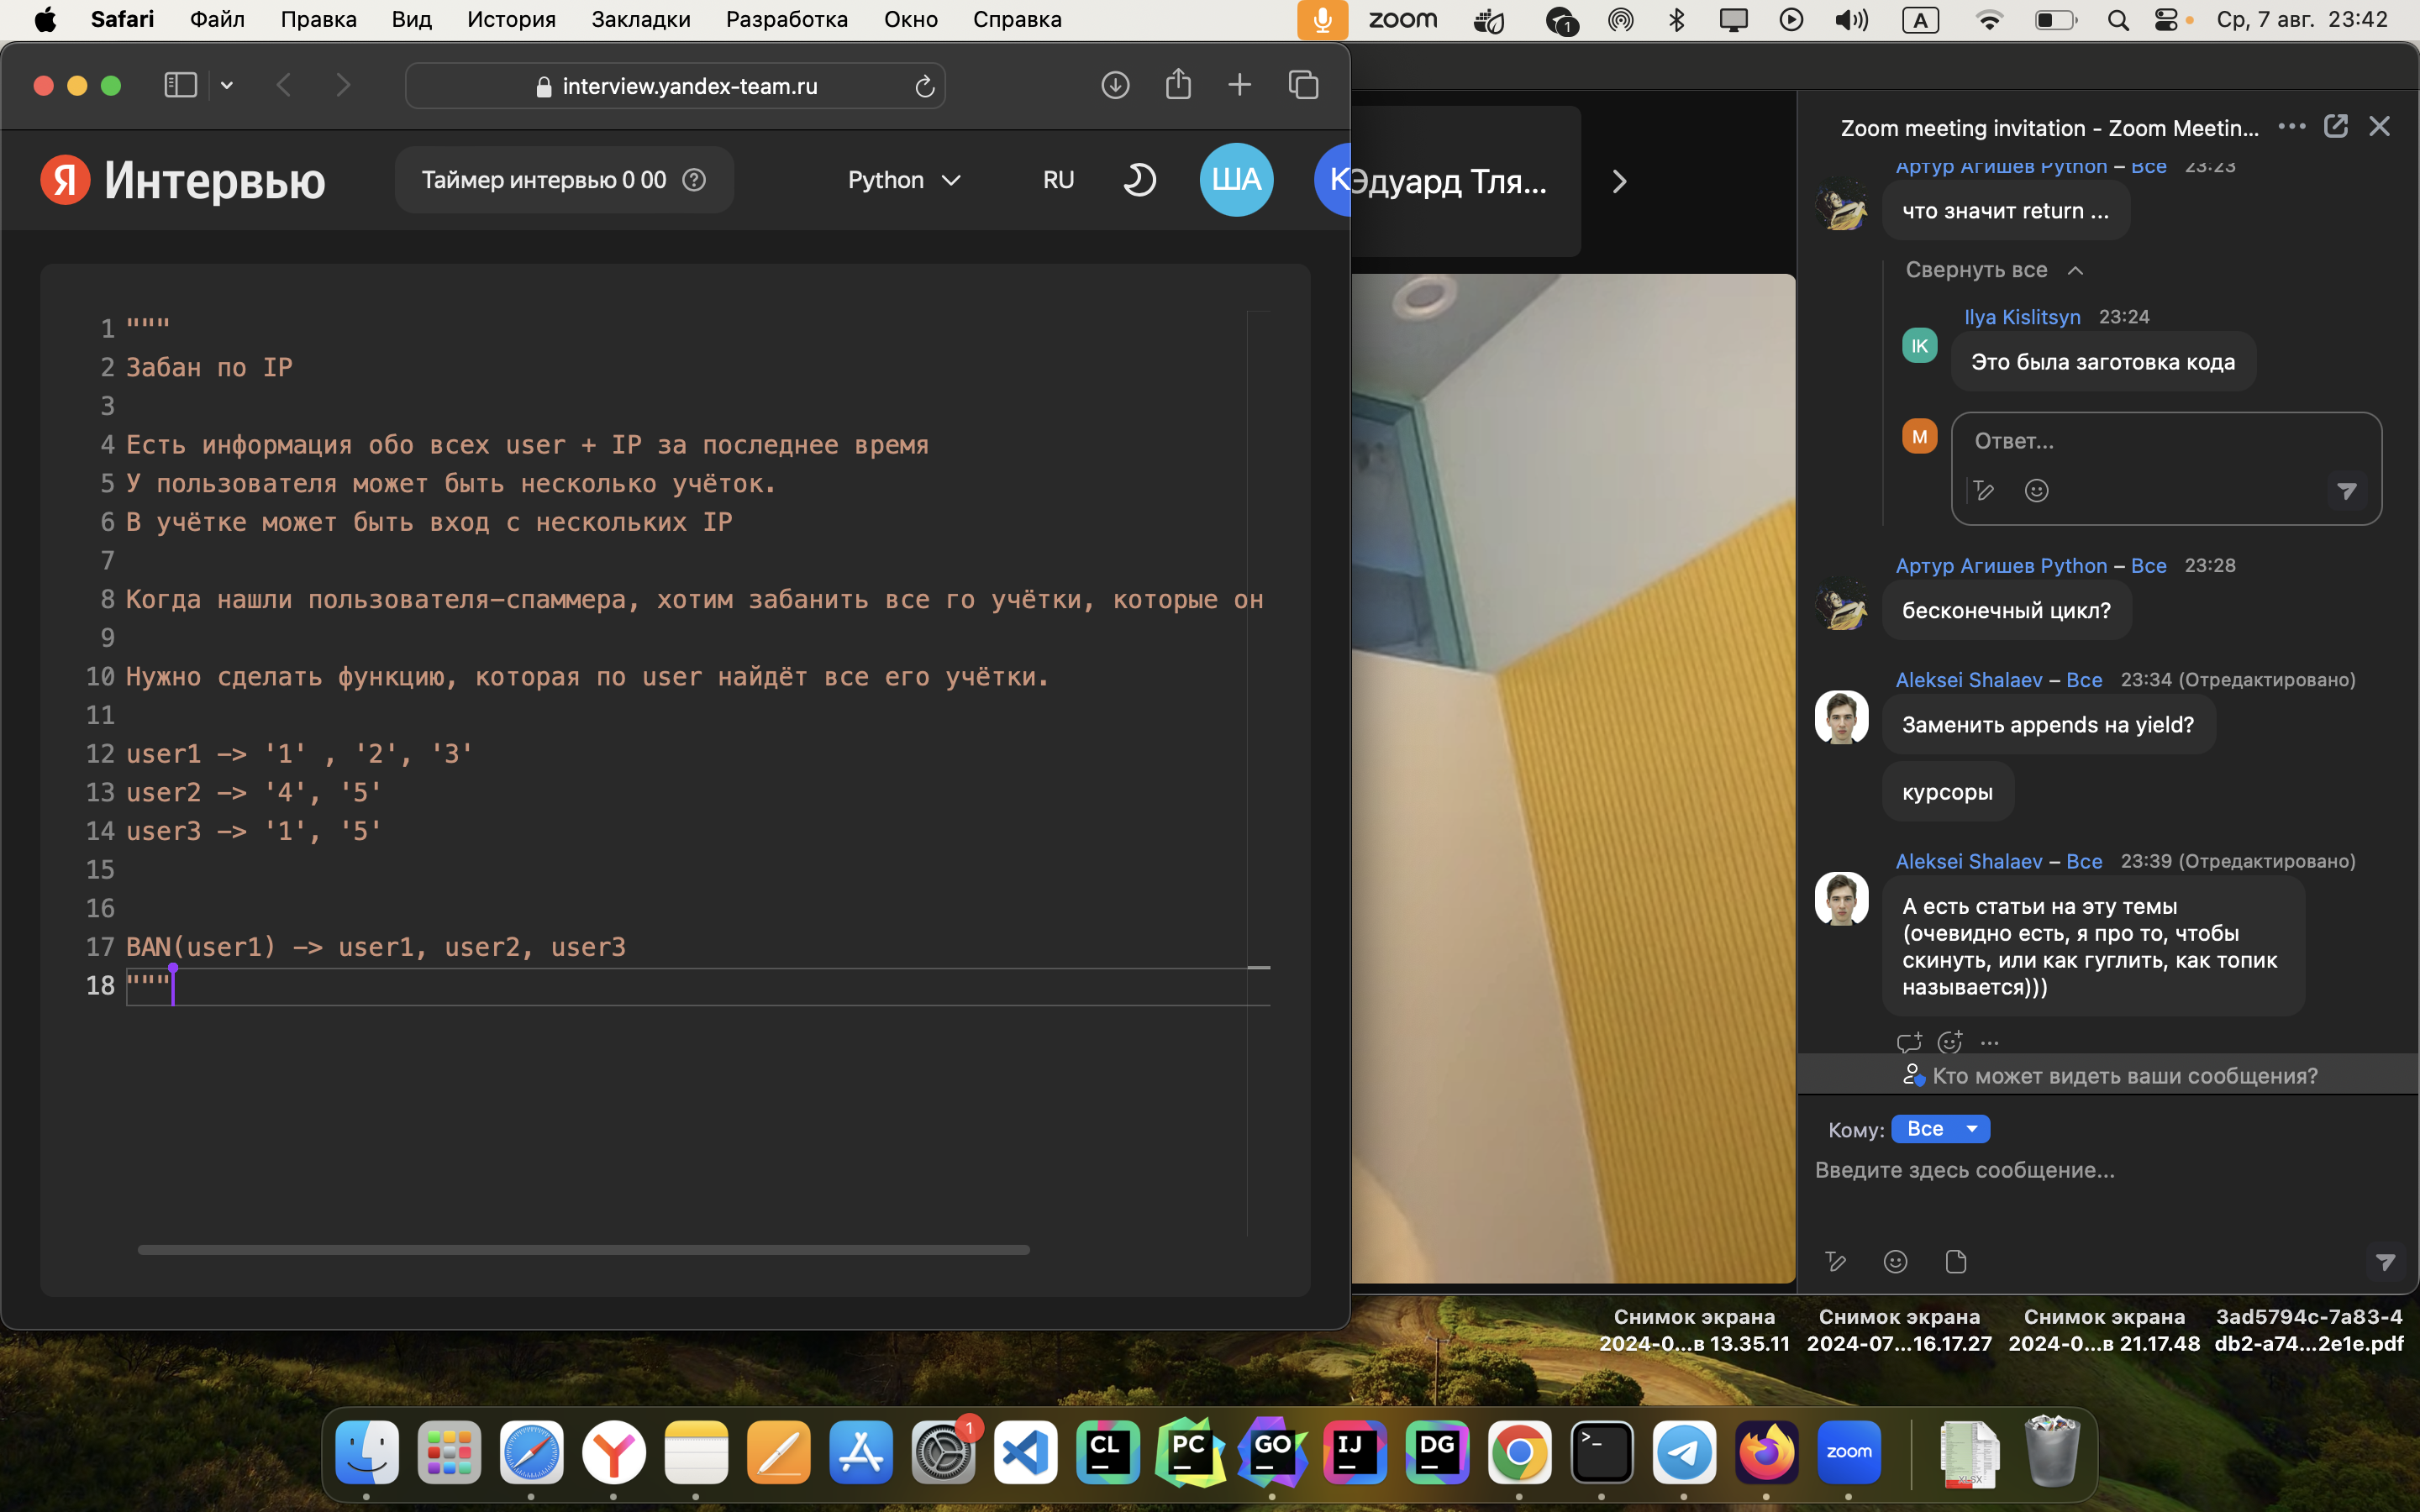 Safari Файл Правка Вид История Закладки Разработка Окно Справка
zoom 1 A Ср, 7 авг. 23:42
interview.yandex-team.ru
Я Интервью Таймер интервью 0 00 ? Python RU ША К
Эдуард Тля...
1 """
2 Забан по IP
3
4 Есть информация обо всех user + IP за последнее время
5 У пользователя может быть несколько учёток.
6 В учётке может быть вход с нескольких IP
7
8 Когда нашли пользователя-спаммера, хотим забанить все го учётки, которые он
9
10 Нужно сделать функцию, которая по user найдёт все его учётки.
11
12 user1 -> '1' , '2', '3'
13 user2 -> '4', '5'
14 user3 -> '1', '5'
15
16
17 BAN(user1) -> user1, user2, user3
18 """
Zoom meeting invitation - Zoom Meetin...
Артур Агишев Python – Все 23:23
что значит return ...
Свернуть все
Ilya Kislitsyn 23:24
IK
Это была заготовка кода
M
Ответ...
Артур Агишев Python – Все 23:28
бесконечный цикл?
Aleksei Shalaev – Все 23:34 (Отредактировано)
Заменить appends на yield?
курсоры
Aleksei Shalaev – Все 23:39 (Отредактировано)
А есть статьи на эту темы
(очевидно есть, я про то, чтобы
скинуть, или как гуглить, как топик
называется)))
Кто может видеть ваши сообщения?
Кому: Все
Введите здесь сообщение...
Снимок экрана
2024-0...в 13.35.11
Снимок экрана
2024-07...16.17.27
Снимок экрана
2024-0...в 21.17.48
3ad5794c-7a83-4
db2-a74...2e1e.pdf
1
CL
PC
GO
IJ
DG
>_
zoom
XLSX